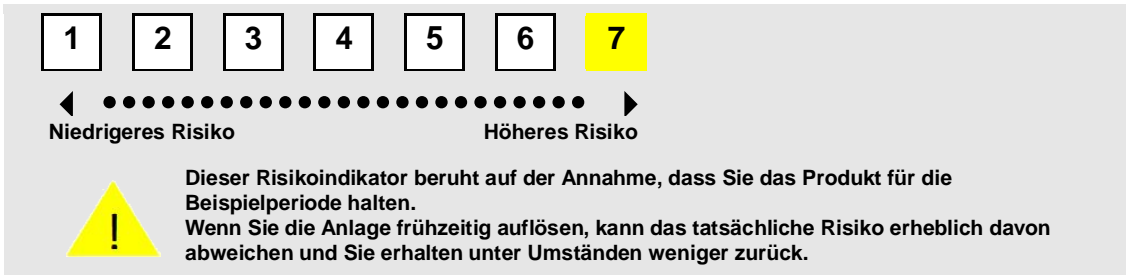 1 2 3 4 5 6 7
Niedrigeres Risiko Höheres Risiko
Dieser Risikoindikator beruht auf der Annahme, dass Sie das Produkt für die
Beispielperiode halten.
Wenn Sie die Anlage frühzeitig auflösen, kann das tatsächliche Risiko erheblich davon
abweichen und Sie erhalten unter Umständen weniger zurück.
!